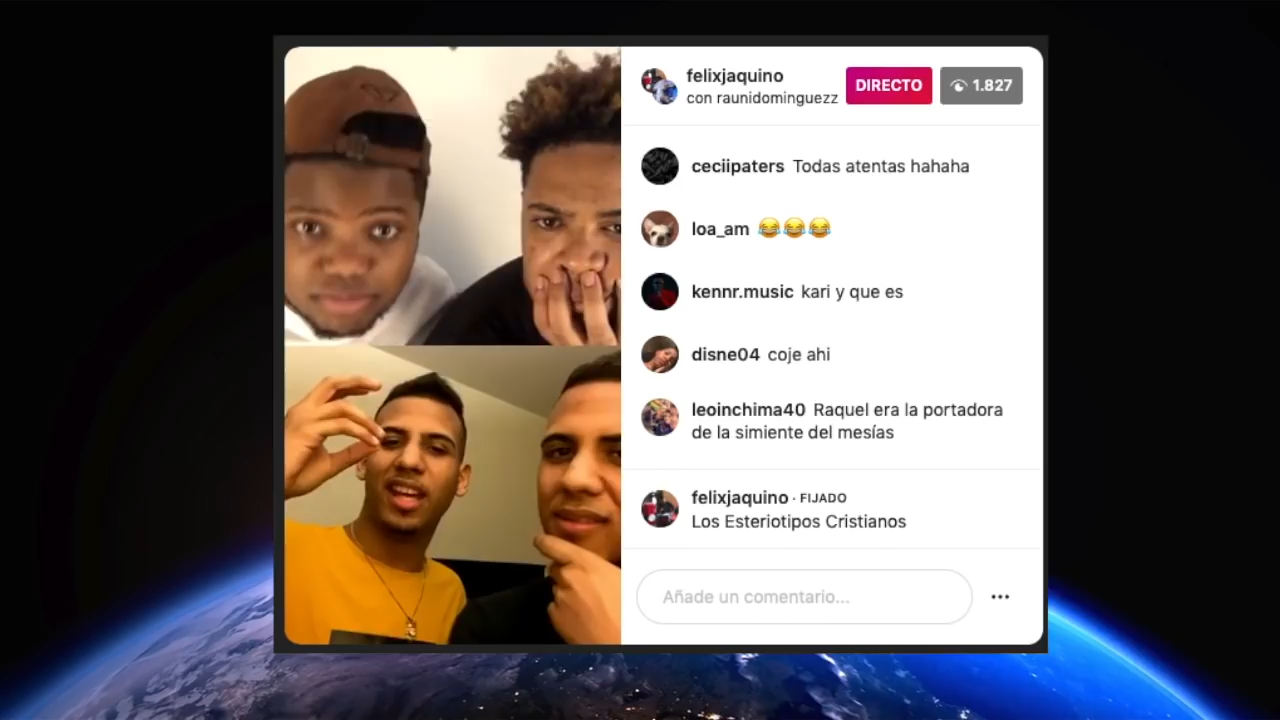 felixjaquino
con raunidominguezz
DIRECTO
1.827
ceciipaters Todas atentas hahaha
loa_am 😂😂😂
kennr.music kari y que es
disne04 coje ahi
leoinchima40 Raquel era la portadora
de la simiente del mesías
felixjaquino · FIJADO
Los Esteriotipos Cristianos
Añade un comentario...